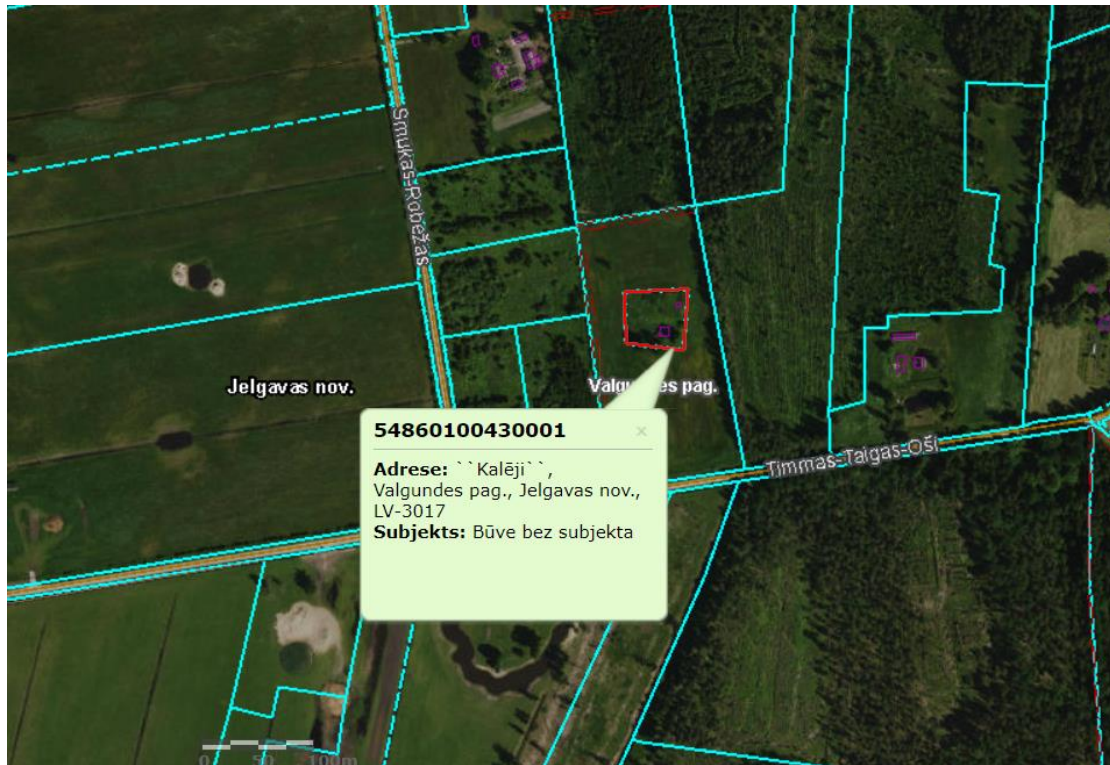 Smukas-Robežas
Jelgavas nov.
Valgundes pag.
54860100430001
×
Adrese: ``Kalēji``,
Valgundes pag., Jelgavas nov.,
LV-3017
Subjekts: Būve bez subjekta
Timmas-Taigas-Oši
0 50 100m